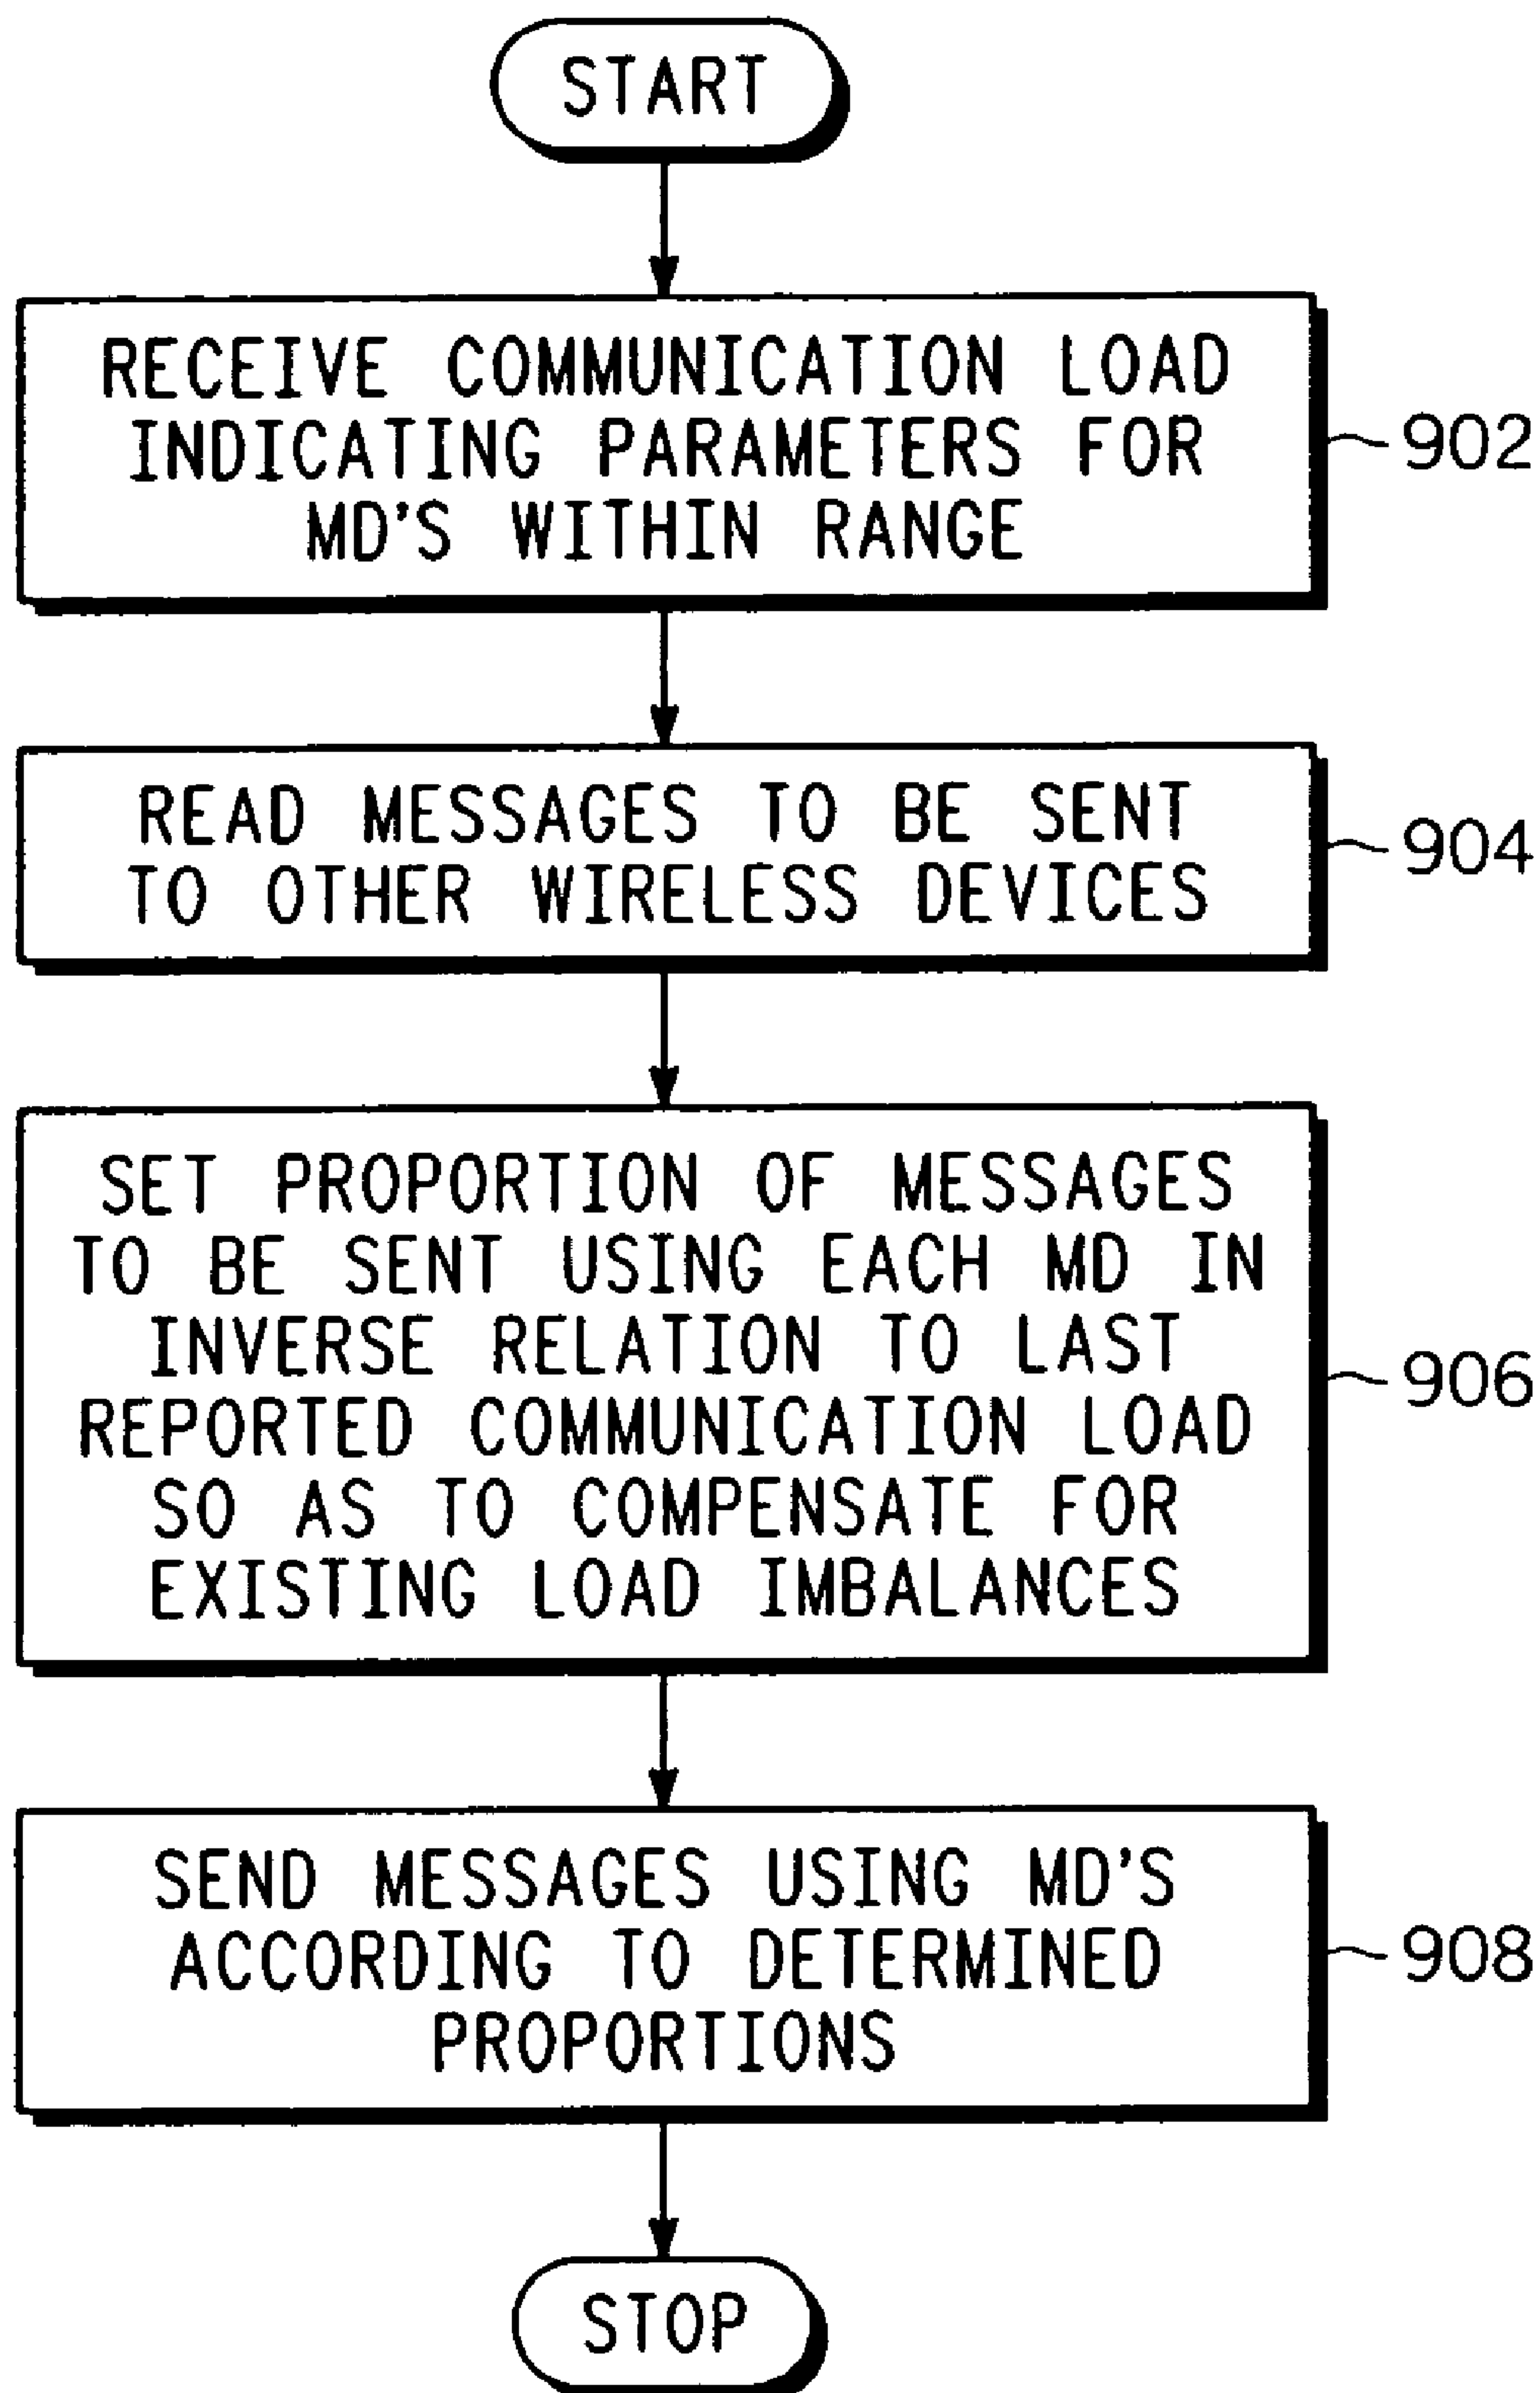 START
RECEIVE COMMUNICATION LOAD
INDICATING PARAMETERS FOR
MD'S WITHIN RANGE
902
READ MESSAGES TO BE SENT
TO OTHER WIRELESS DEVICES
904
SET PROPORTION OF MESSAGES
TO BE SENT USING EACH MD IN
INVERSE RELATION TO LAST
REPORTED COMMUNICATION LOAD
SO AS TO COMPENSATE FOR
EXISTING LOAD IMBALANCES
906
SEND MESSAGES USING MD'S
ACCORDING TO DETERMINED
PROPORTIONS
908
STOP